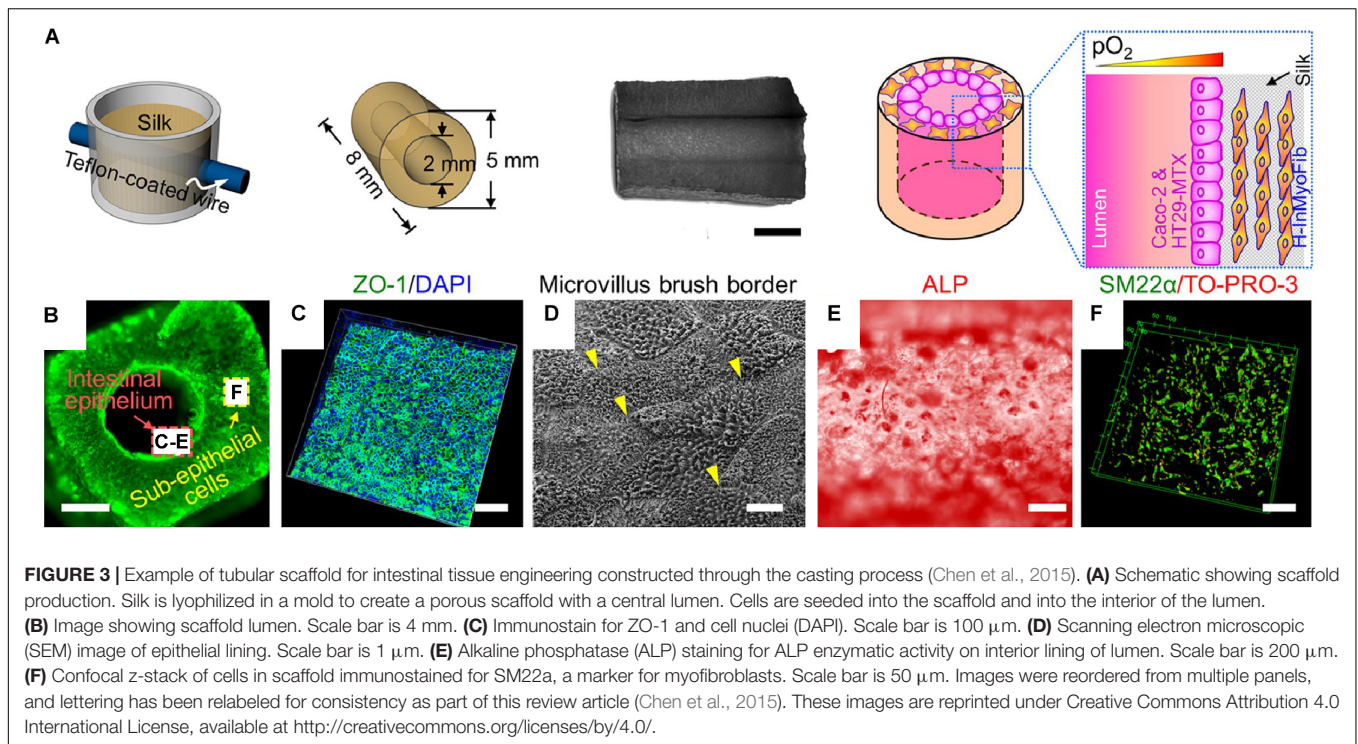 A
Silk
Teflon-coated wire
8 mm
2 mm
5 mm
pO2
Silk
Lumen
Caco-2 &
HT29-MTX
H-InMyoFib
B
Intestinal
epithelium
F
C-E
Sub-epithelial
cells
ZO-1/DAPI
C
Microvillus brush border
D
ALP
E
SM22α/TO-PRO-3
F
FIGURE 3 | Example of tubular scaffold for intestinal tissue engineering constructed through the casting process (Chen et al., 2015). (A) Schematic showing scaffold
production. Silk is lyophilized in a mold to create a porous scaffold with a central lumen. Cells are seeded into the scaffold and into the interior of the lumen.
(B) Image showing scaffold lumen. Scale bar is 4 mm. (C) Immunostain for ZO-1 and cell nuclei (DAPI). Scale bar is 100 μm. (D) Scanning electron microscopic
(SEM) image of epithelial lining. Scale bar is 1 μm. (E) Alkaline phosphatase (ALP) staining for ALP enzymatic activity on interior lining of lumen. Scale bar is 200 μm.
(F) Confocal z-stack of cells in scaffold immunostained for SM22a, a marker for myofibroblasts. Scale bar is 50 μm. Images were reordered from multiple panels,
and lettering has been relabeled for consistency as part of this review article (Chen et al., 2015). These images are reprinted under Creative Commons Attribution 4.0
International License, available at http://creativecommons.org/licenses/by/4.0/.